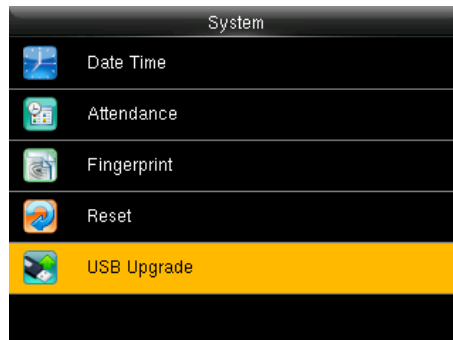 System
Date Time
Attendance
Fingerprint
Reset
USB Upgrade